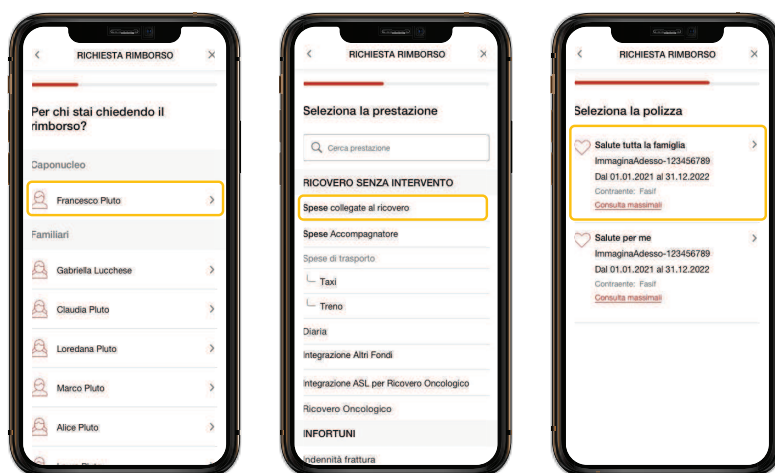 RICHIESTA RIMBORSO
Per chi stai chiedendo il
rimborso?
Caponucleo
Francesco Pluto
Familiari
Gabriella Lucchese
Claudia Pluto
Loredana Pluto
Marco Pluto
Alice Pluto
RICHIESTA RIMBORSO
Seleziona la prestazione
Cerca prestazione
RICOVERO SENZA INTERVENTO
Spese collegate al ricovero
Spese Accompagnatore
Spese di trasporto
Taxi
Treno
Diaria
Integrazione Altri Fondi
Integrazione ASL per Ricovero Oncologico
Ricovero Oncologico
INFORTUNI
Indennità frattura
RICHIESTA RIMBORSO
Seleziona la polizza
Salute tutta la famiglia
ImmaginaAdesso-123456789
Dal 01.01.2021 al 31.12.2022
Contraente: Fasif
Consulta massimali
Salute per me
ImmaginaAdesso-123456789
Dal 01.01.2021 al 31.12.2022
Contraente: Fasif
Consulta massimali